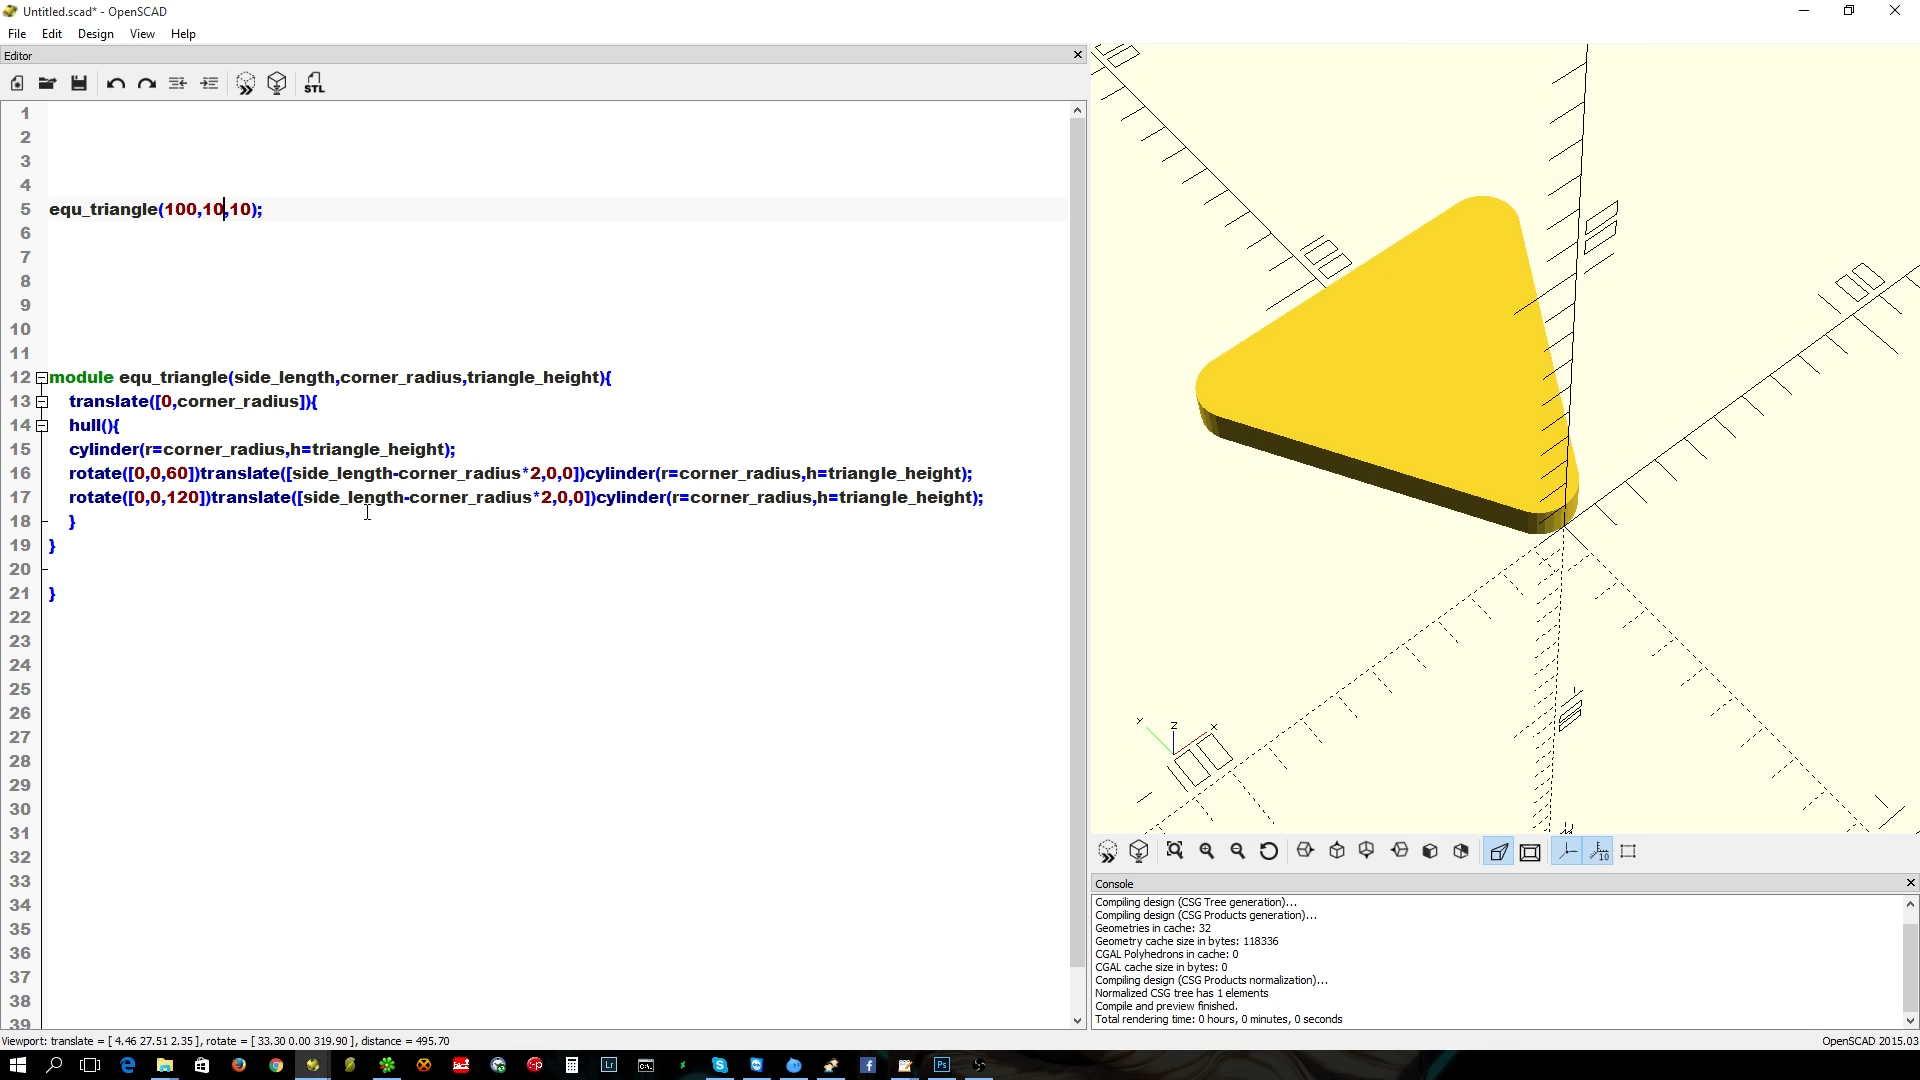 Untitled.scad* - OpenSCAD
File Edit Design View Help
Editor
STL
1
2
3
4
5 equ_triangle(100,10,10);
6
7
8
9
10
11
12 module equ_triangle(side_length,corner_radius,triangle_height){
13 translate([0,corner_radius]){
14 hull(){
15 cylinder(r=corner_radius,h=triangle_height);
16 rotate([0,0,60])translate([side_length-corner_radius*2,0,0])cylinder(r=corner_radius,h=triangle_height);
17 rotate([0,0,120])translate([side_length-corner_radius*2,0,0])cylinder(r=corner_radius,h=triangle_height);
18 }
19 }
20
21 }
22
23
24
25
26
27
28
29
30
31
32
33
34
35
36
37
38
39
Y Z X
10
Console
Compiling design (CSG Tree generation)...
Compiling design (CSG Products generation)...
Geometries in cache: 32
Geometry cache size in bytes: 118336
CGAL Polyhedrons in cache: 0
CGAL cache size in bytes: 0
Compiling design (CSG Products normalization)...
Normalized CSG tree has 1 elements
Compile and preview finished.
Total rendering time: 0 hours, 0 minutes, 0 seconds
Viewport: translate = [ 4.46 27.51 2.35 ], rotate = [ 33.30 0.00 319.90 ], distance = 495.70
OpenSCAD 2015.03
Lr
Ps